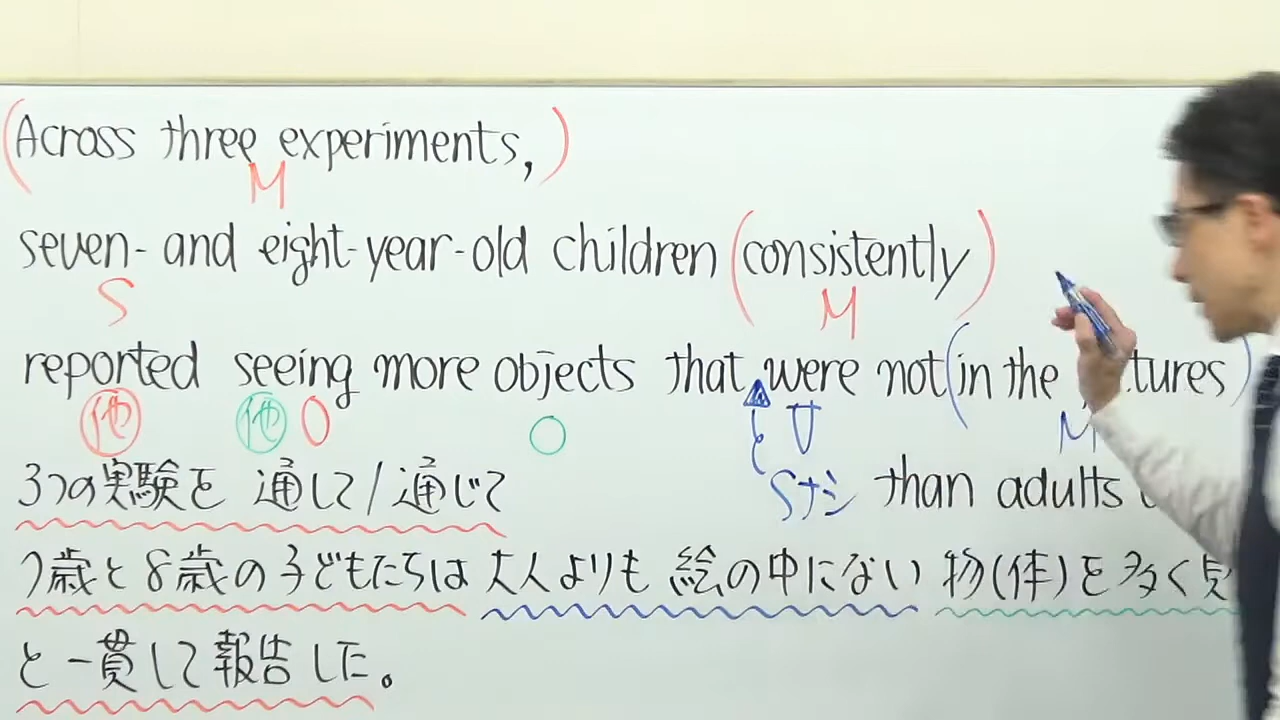 (Across three experiments,)
M
seven- and eight-year-old children (consistently)
S M
reported seeing more objects that were not (in the tures)
他 他 O O V M
Sナシ than adults
3つの実験を通して/通じて
7歳と8歳の子どもたちは大人よりも絵の中にない物(体)を多く
と一貫して報告した。